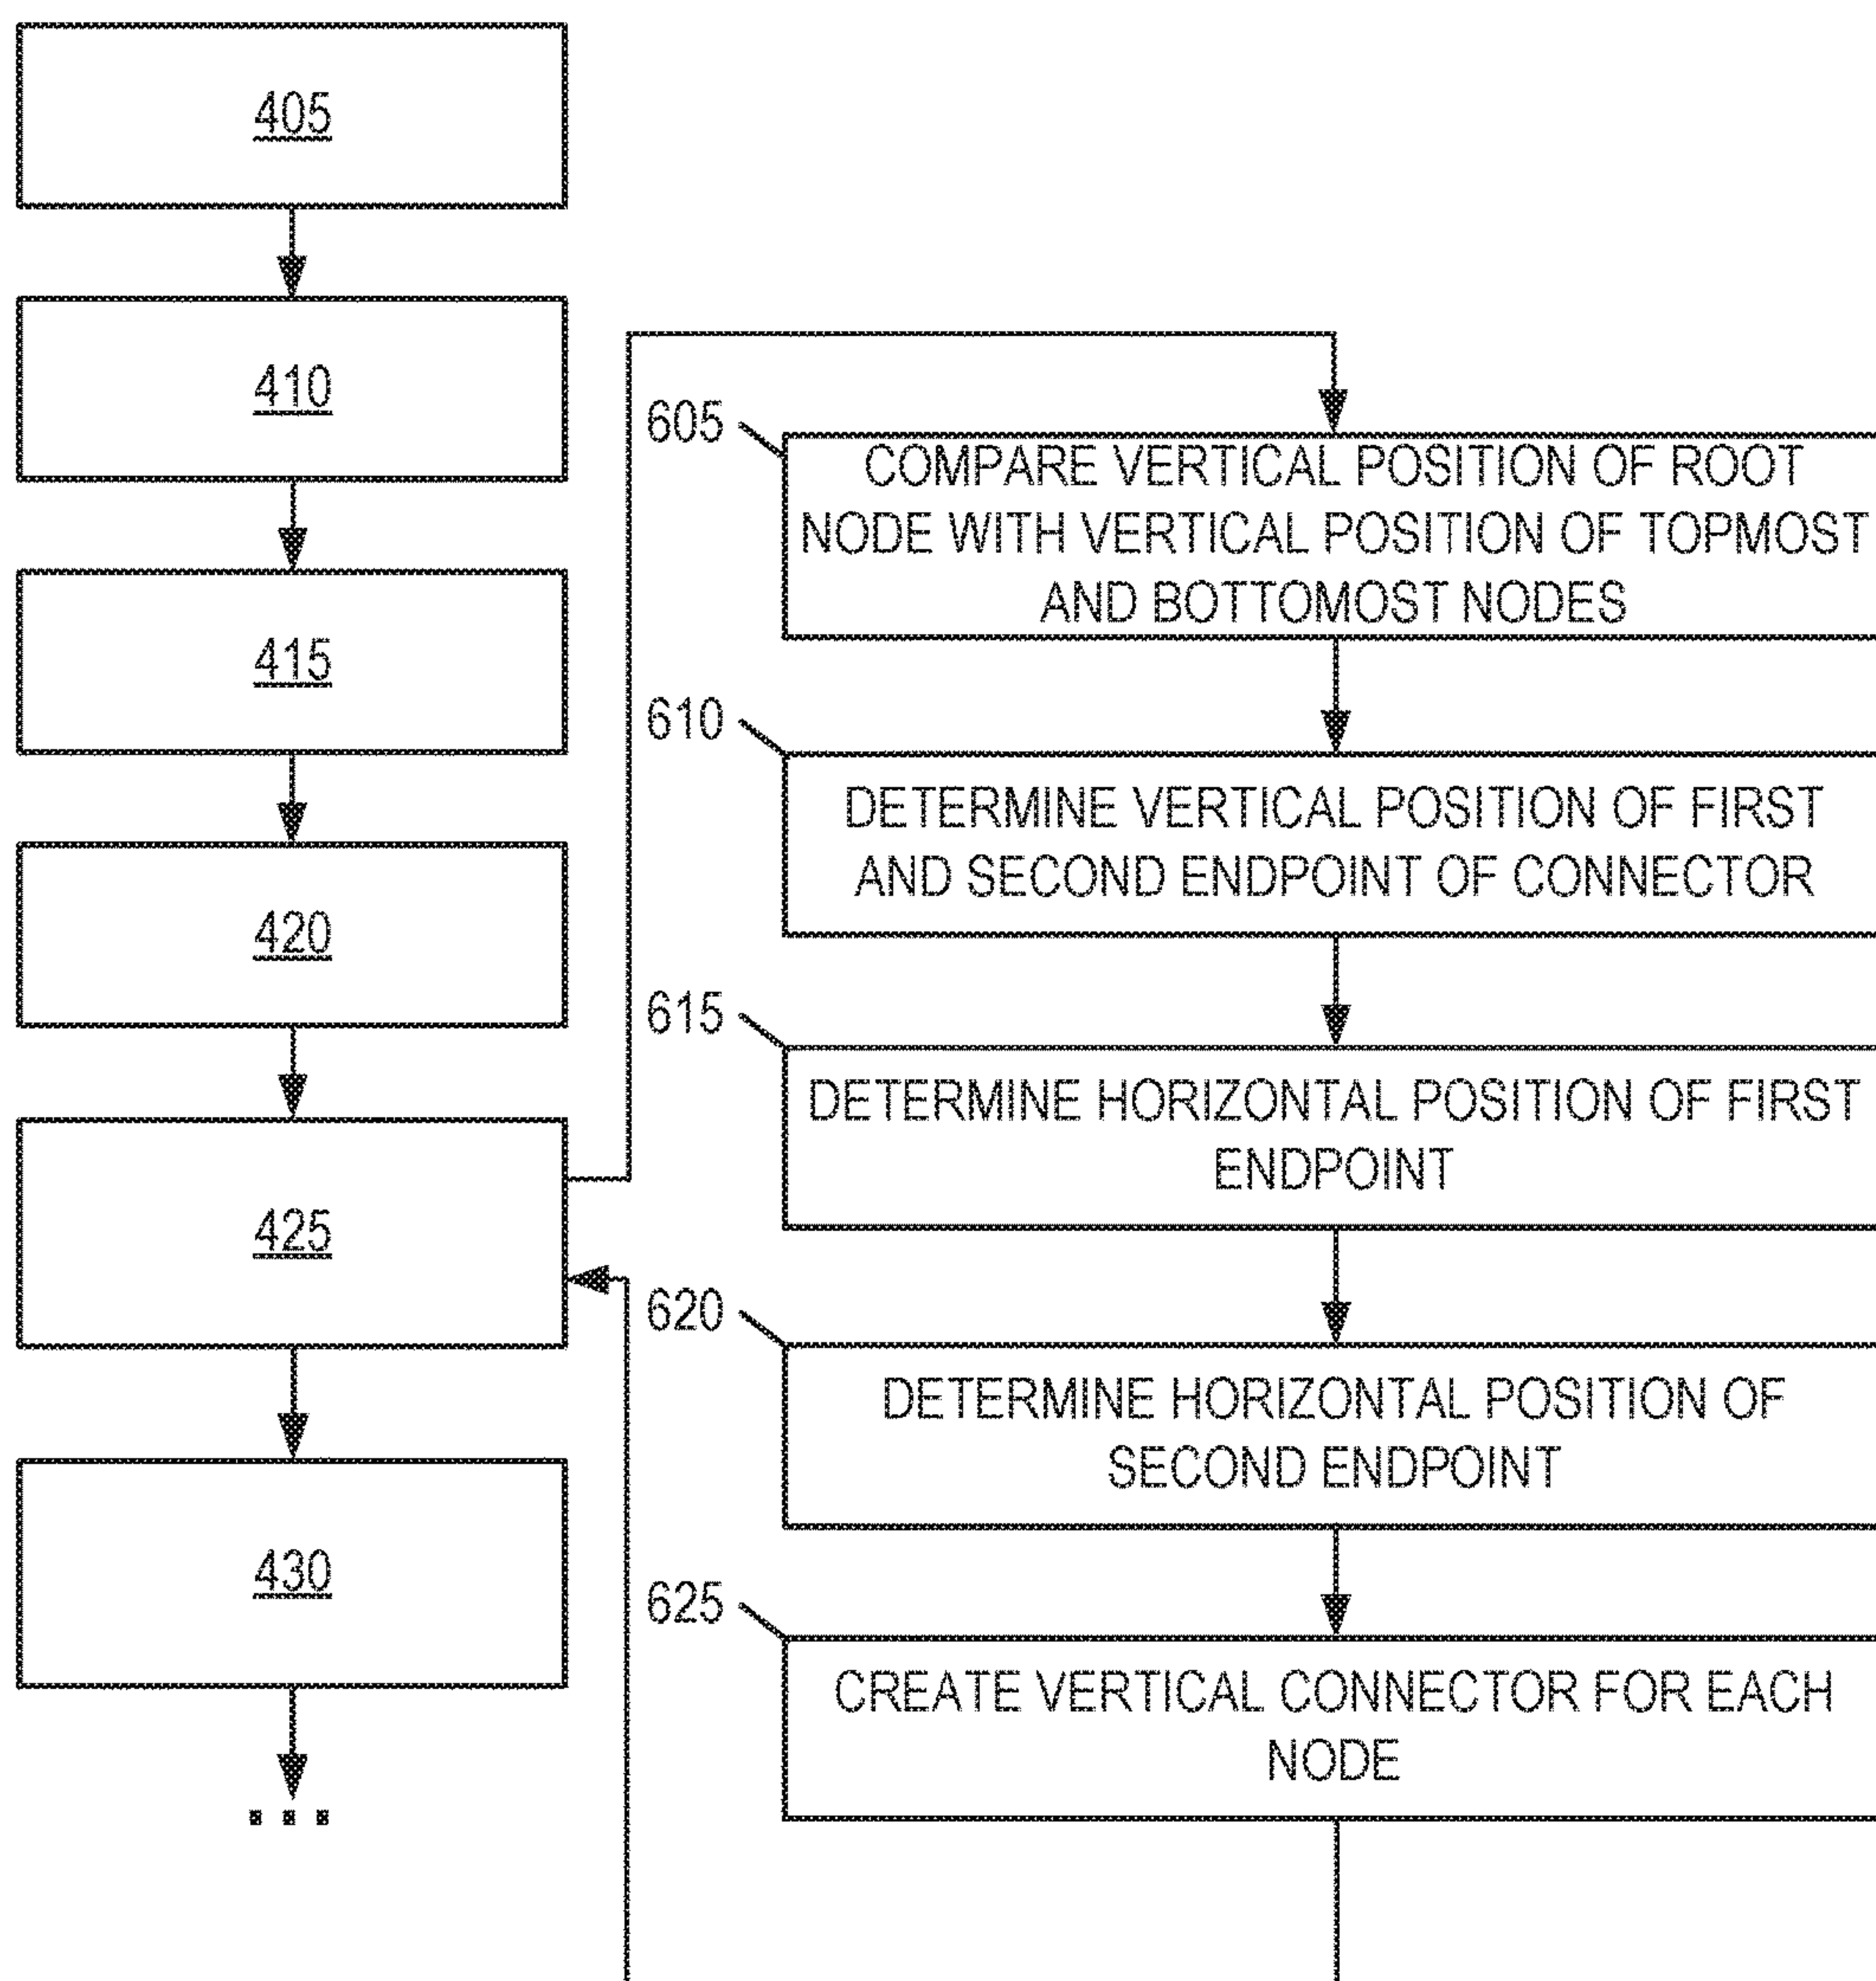 405
410
415
420
425
430
...
605
COMPARE VERTICAL POSITION OF ROOT
NODE WITH VERTICAL POSITION OF TOPMOST
AND BOTTOMOST NODES
610
DETERMINE VERTICAL POSITION OF FIRST
AND SECOND ENDPOINT OF CONNECTOR
615
DETERMINE HORIZONTAL POSITION OF FIRST
ENDPOINT
620
DETERMINE HORIZONTAL POSITION OF
SECOND ENDPOINT
625
CREATE VERTICAL CONNECTOR FOR EACH
NODE